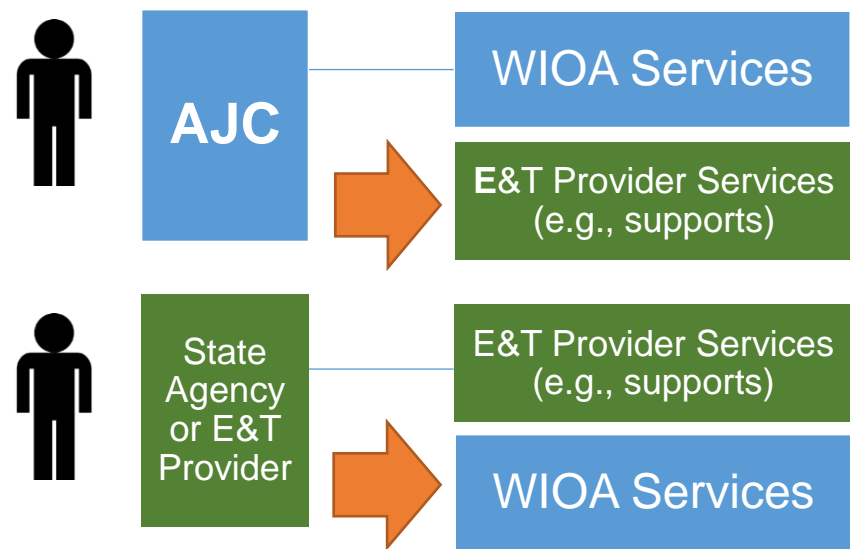 AJC
WIOA Services
E&T Provider Services
(e.g., supports)
State
Agency
or E&T
Provider
E&T Provider Services
(e.g., supports)
WIOA Services